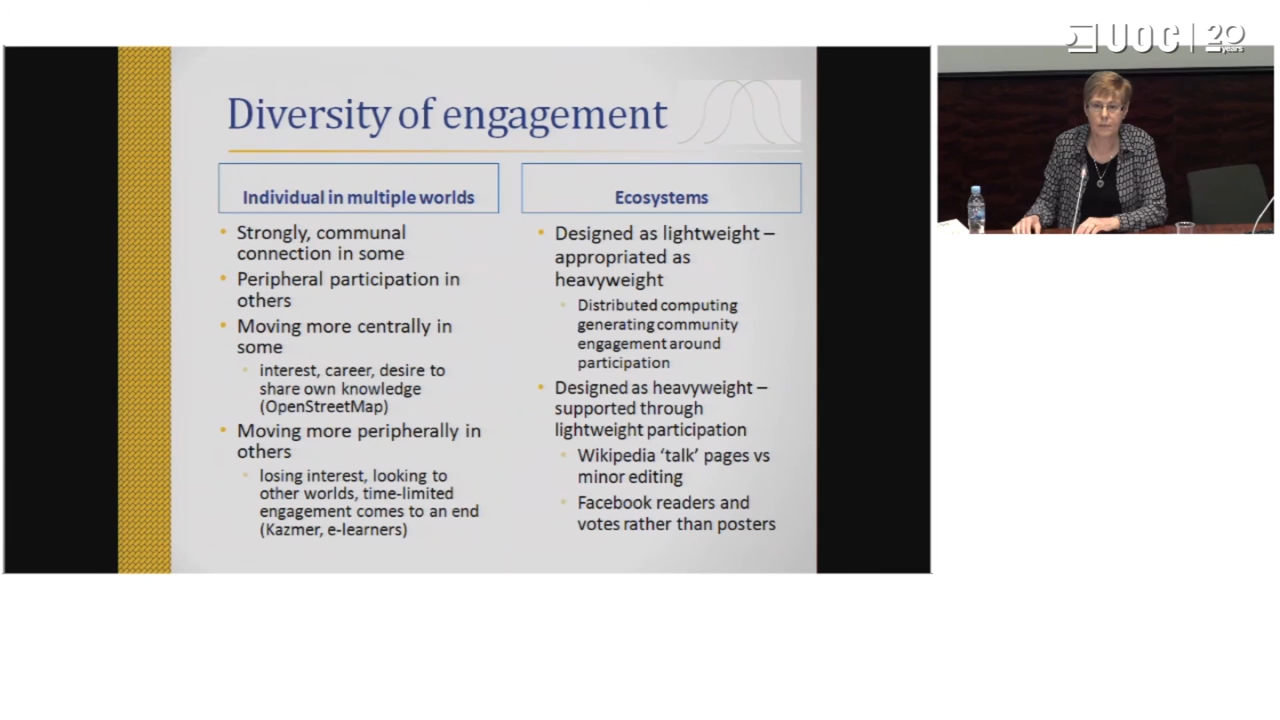 UOC 20 years
Diversity of engagement
Individual in multiple worlds
Strongly, communal
connection in some
Peripheral participation in
others
Moving more centrally in
some
interest, career, desire to
share own knowledge
(OpenStreetMap)
Moving more peripherally in
others
losing interest, looking to
other worlds, time-limited
engagement comes to an end
(Kazmer, e-learners)
Ecosystems
Designed as lightweight –
appropriated as
heavyweight
Distributed computing
generating community
engagement around
participation
Designed as heavyweight –
supported through
lightweight participation
Wikipedia ‘talk’ pages vs
minor editing
Facebook readers and
votes rather than posters